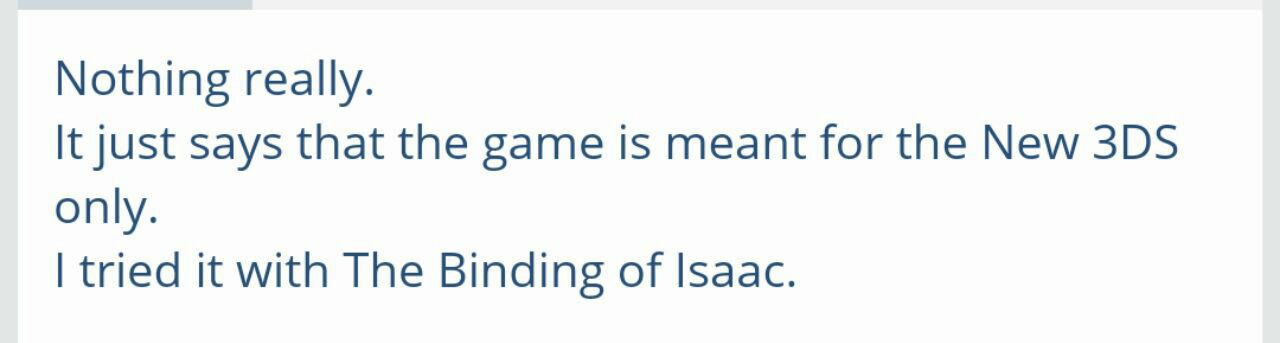 Nothing really.
It just says that the game is meant for the New 3DS
only.
I tried it with The Binding of Isaac.